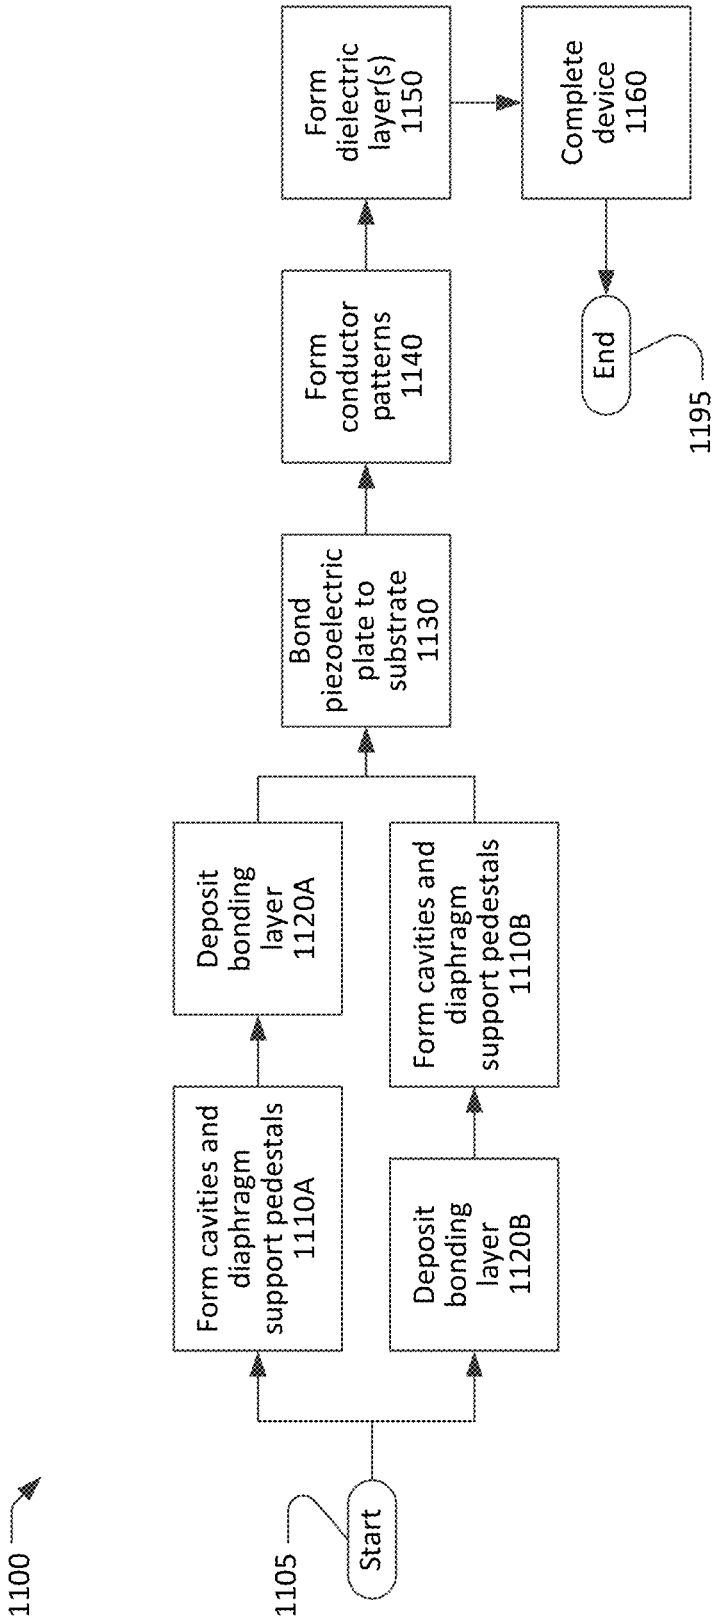 1100
1105
Start
Form cavities and
diaphragm
support pedestals
1110A
Deposit
bonding
layer
1120A
Deposit
bonding
layer
1120B
Form cavities and
diaphragm
support pedestals
1110B
Bond
piezoelectric
plate to
substrate
1130
Form
conductor
patterns
1140
Form
dielectric
layer(s)
1150
Complete
device
1160
End
1195